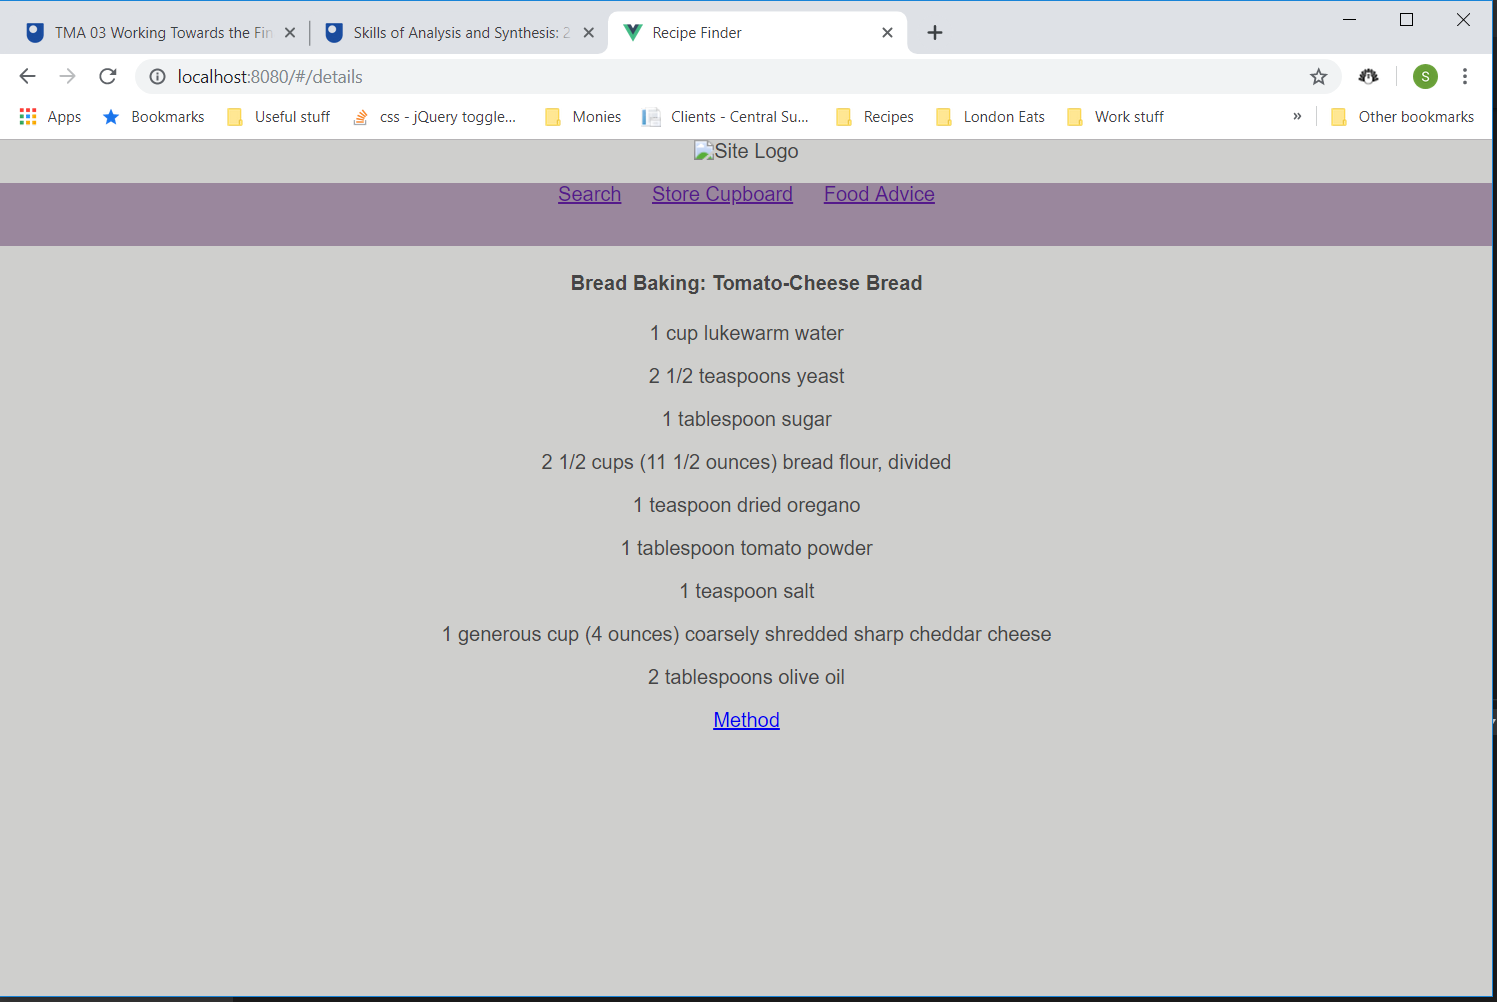 TMA 03 Working Towards the Fin
Skills of Analysis and Synthesis: 2
Recipe Finder
localhost:8080/#/details
S
Apps
Bookmarks
Useful stuff
css - jQuery toggle...
Monies
Clients - Central Su...
Recipes
London Eats
Work stuff
»
Other bookmarks
Site Logo
Search Store Cupboard Food Advice
Bread Baking: Tomato-Cheese Bread
1 cup lukewarm water
2 1/2 teaspoons yeast
1 tablespoon sugar
2 1/2 cups (11 1/2 ounces) bread flour, divided
1 teaspoon dried oregano
1 tablespoon tomato powder
1 teaspoon salt
1 generous cup (4 ounces) coarsely shredded sharp cheddar cheese
2 tablespoons olive oil
Method